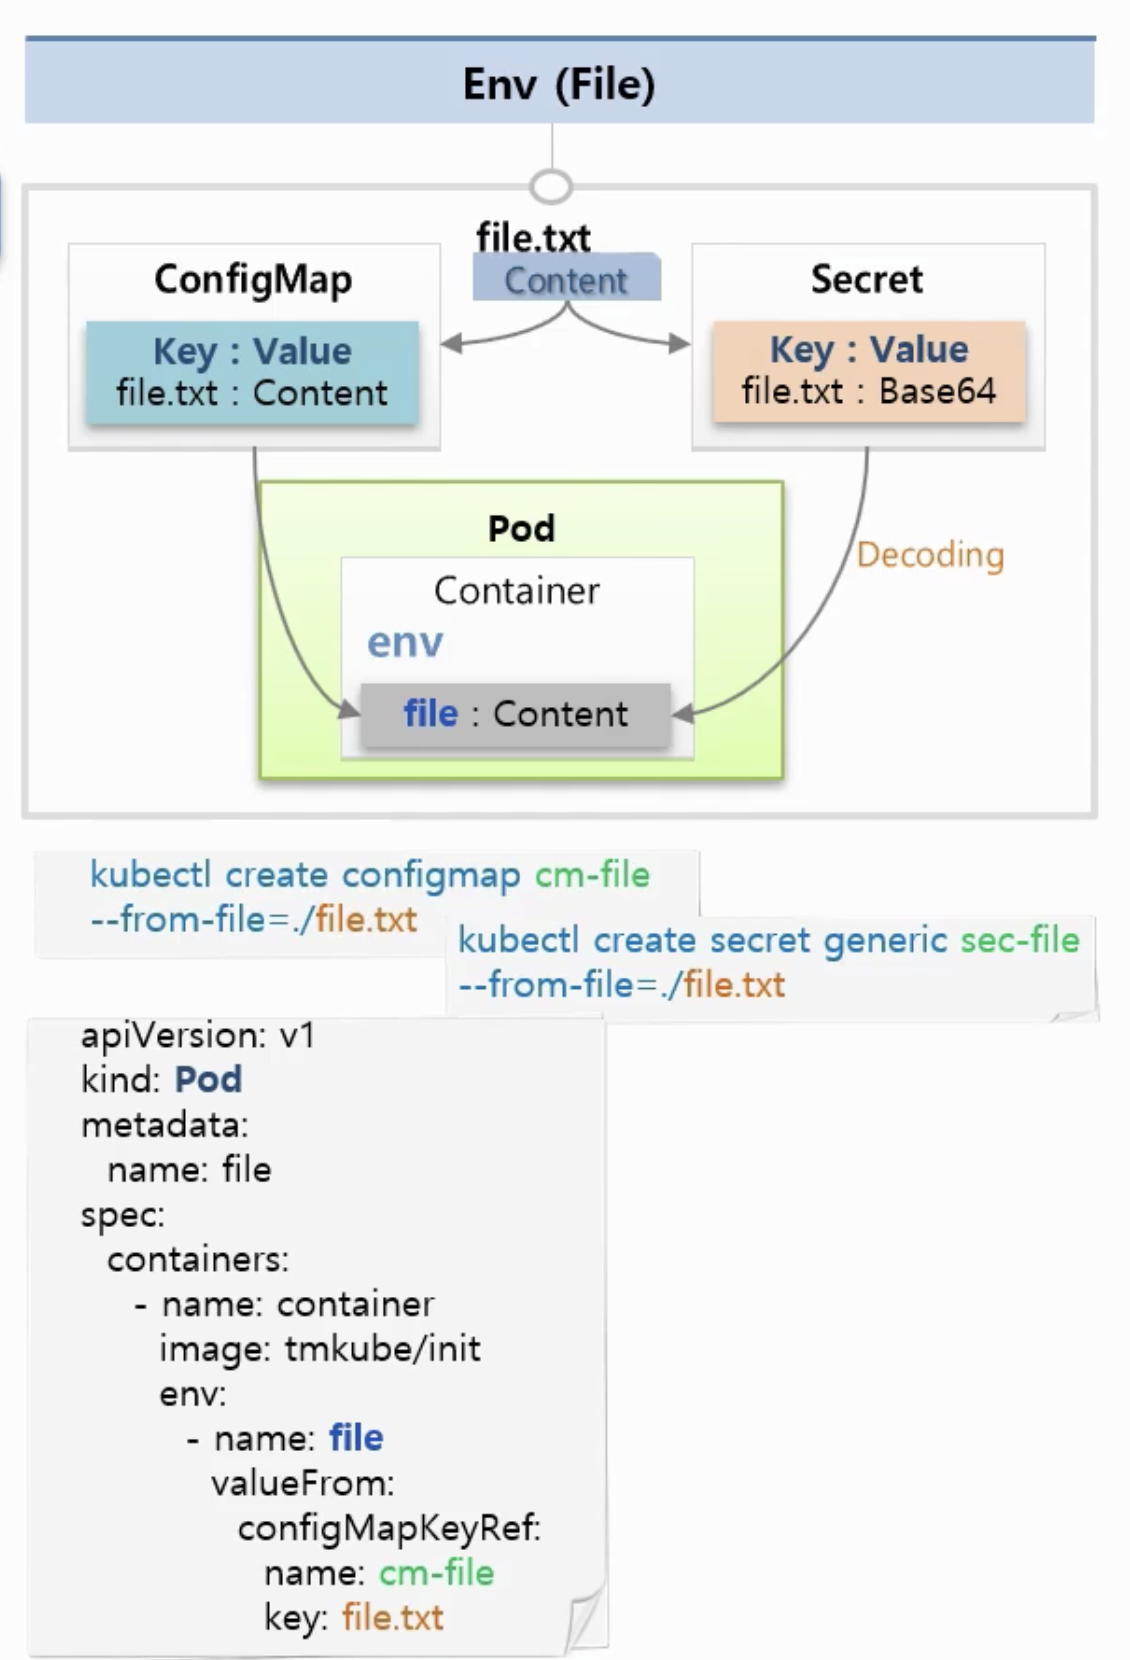 Env (File)
file.txt
Content
ConfigMap
Key : Value
file.txt : Content
Secret
Key : Value
file.txt : Base64
Pod
Container
env
file : Content
Decoding
kubectl create configmap cm-file
--from-file=./file.txt
kubectl create secret generic sec-file
--from-file=./file.txt
apiVersion: v1
kind: Pod
metadata:
  name: file
spec:
  containers:
    - name: container
      image: tmkube/init
      env:
        - name: file
          valueFrom:
            configMapKeyRef:
              name: cm-file
              key: file.txt